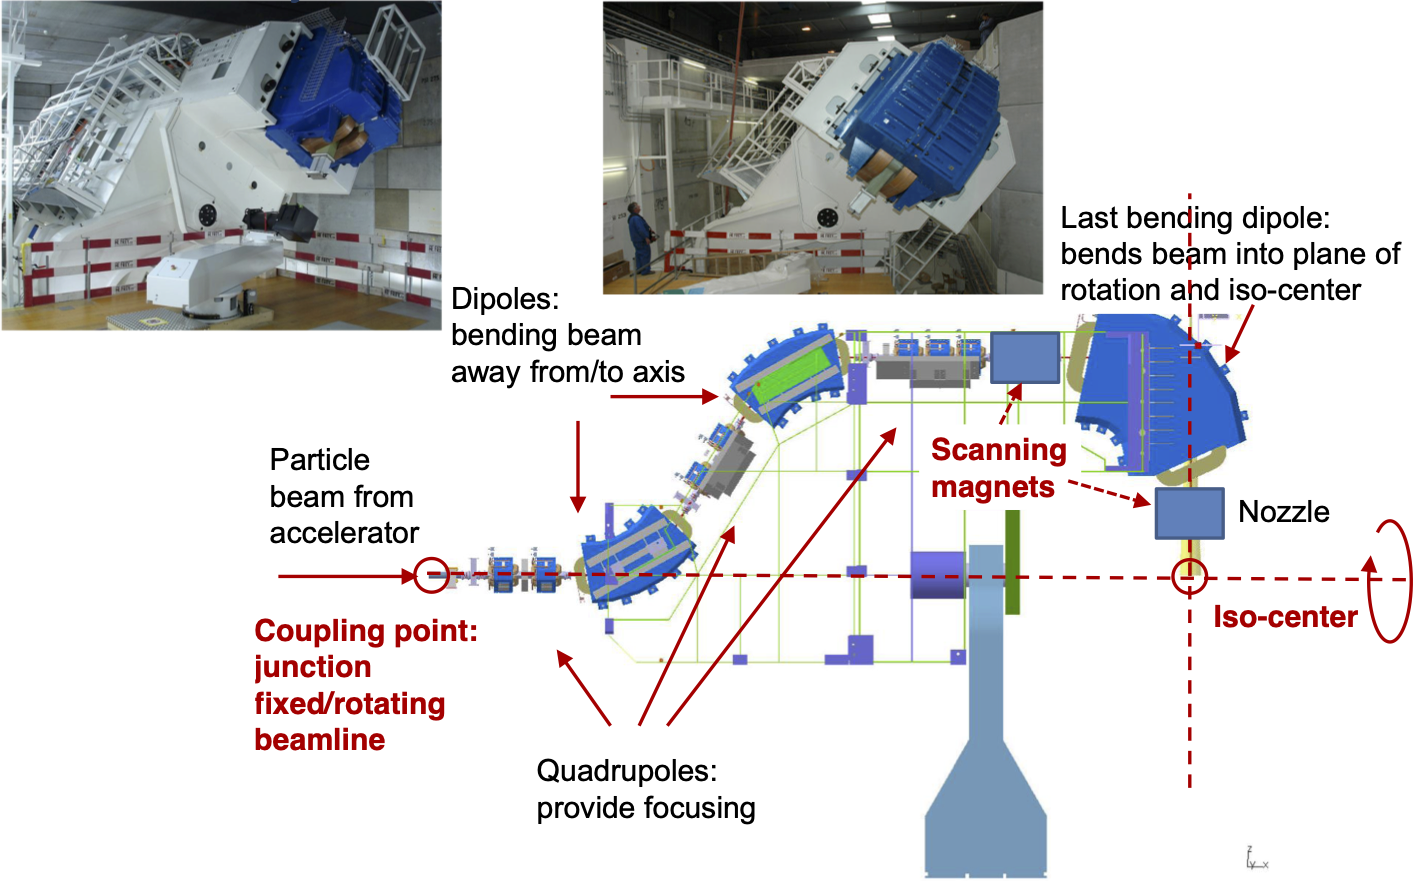 Last bending dipole:
bends beam into plane of
rotation and iso-center
Dipoles:
bending beam
away from/to axis
Particle
beam from
accelerator
Scanning
magnets
Nozzle
Coupling point:
junction
fixed/rotating
beamline
Iso-center
Quadrupoles:
provide focusing
z
y x